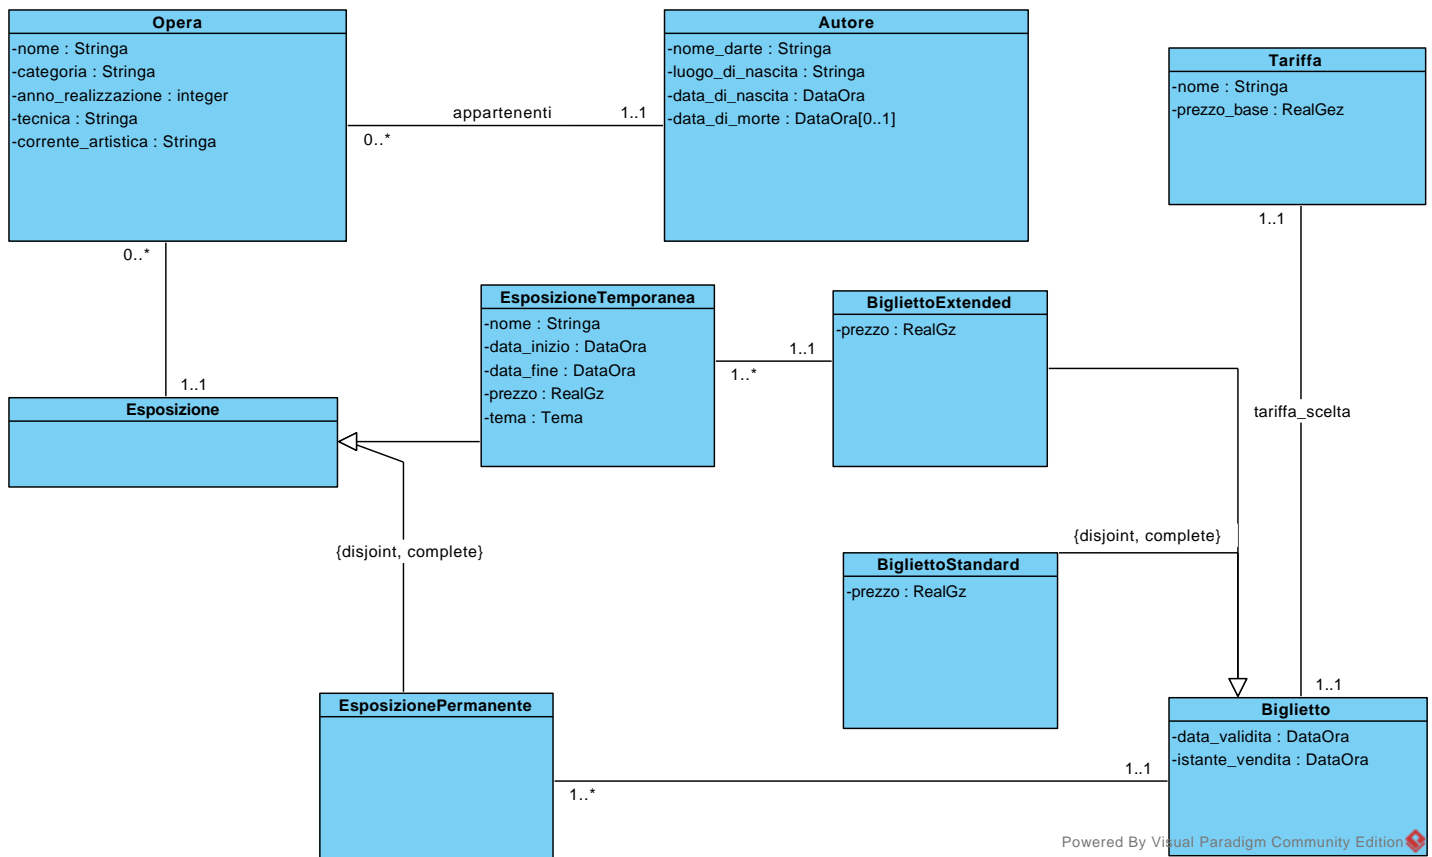 Opera
-nome : Stringa
-categoria : Stringa
-anno_realizzazione : integer
-tecnica : Stringa
-corrente_artistica : Stringa
appartenenti
0..*
1..1
Autore
-nome_darte : Stringa
-luogo_di_nascita : Stringa
-data_di_nascita : DataOra
-data_di_morte : DataOra[0..1]
Tariffa
-nome : Stringa
-prezzo_base : RealGez
1..1
0..*
1..1
Esposizione
EsposizioneTemporanea
-nome : Stringa
-data_inizio : DataOra
-data_fine : DataOra
-prezzo : RealGz
-tema : Tema
1..*
1..1
BigliettoExtended
-prezzo : RealGz
tariffa_scelta
{disjoint, complete}
{disjoint, complete}
BigliettoStandard
-prezzo : RealGz
1..1
EsposizionePermanente
1..*
1..1
Biglietto
-data_validita : DataOra
-istante_vendita : DataOra
Powered By Visual Paradigm Community Edition